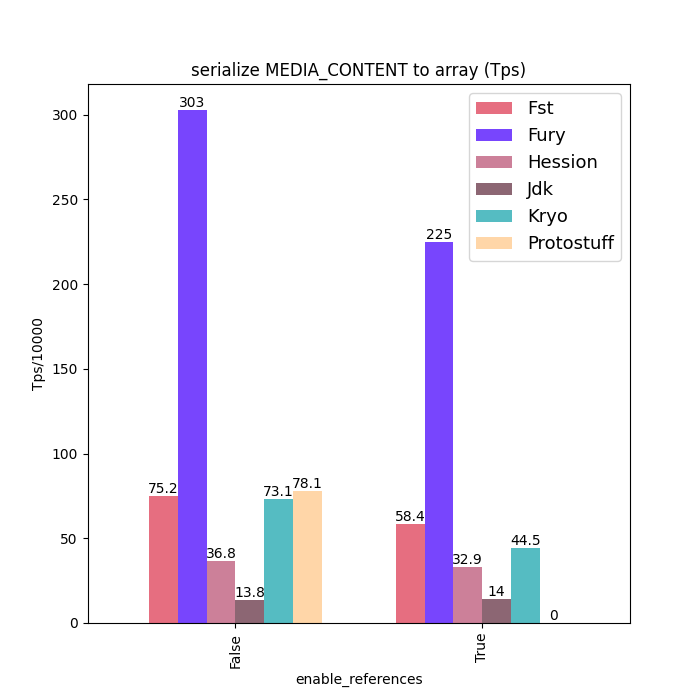 serialize MEDIA_CONTENT to array (Tps)
Fst
Fury
Hession
Jdk
Kryo
Protostuff
Tps/10000
300
250
200
150
100
50
0
75.2
303
36.8
13.8
73.1
78.1
58.4
225
32.9
14
44.5
0
False
True
enable_references